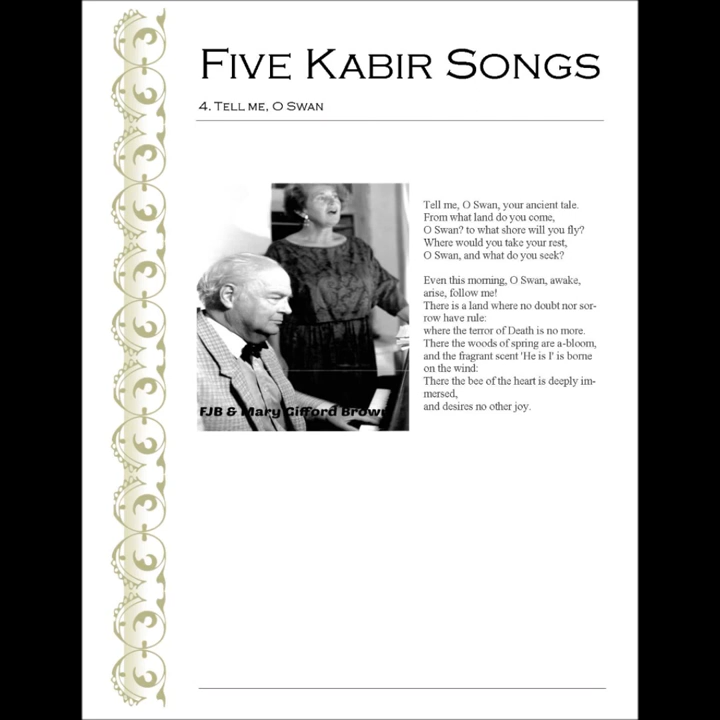 FIVE KABIR SONGS
4. TELL ME, O SWAN
Tell me, O Swan, your ancient tale.
From what land do you come,
O Swan? to what shore will you fly?
Where would you take your rest,
O Swan, and what do you seek?
Even this morning, O Swan, awake,
arise, follow me!
There is a land where no doubt nor sor-
row have rule:
where the terror of Death is no more.
There the woods of spring are a-bloom,
and the fragrant scent 'He is I' is borne
on the wind:
There the bee of the heart is deeply im-
mersed,
and desires no other joy.
FJB & Mary Gifford Brown